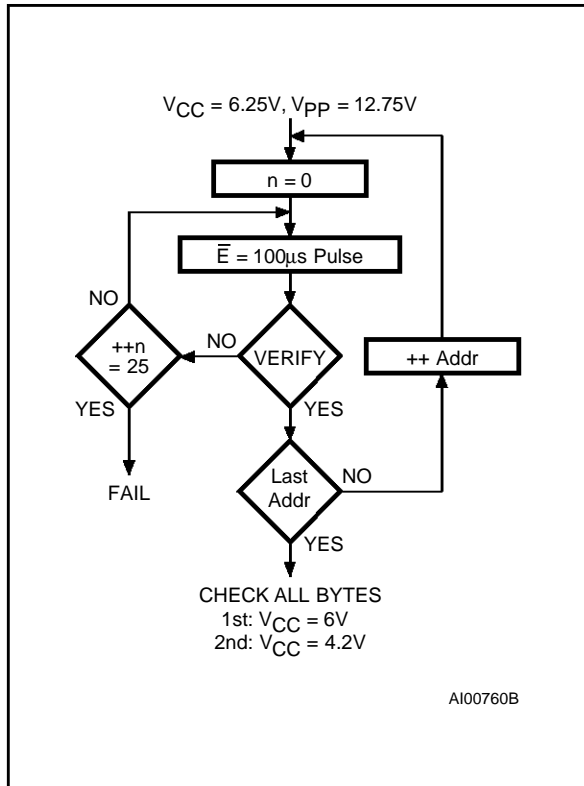 VCC = 6.25V, VPP = 12.75V
n = 0
E̅ = 100µs Pulse
NO
++n
= 25
NO
VERIFY
++ Addr
YES
YES
FAIL
Last
Addr
NO
YES
CHECK ALL BYTES
1st: VCC = 6V
2nd: VCC = 4.2V
AI00760B